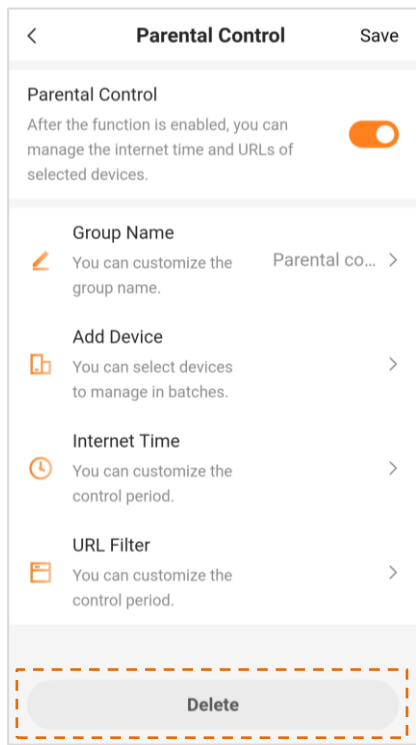 Parental Control Save
Parental Control
After the function is enabled, you can
manage the internet time and URLs of
selected devices.
Group Name
You can customize the
group name.
Parental co...
Add Device
You can select devices
to manage in batches.
Internet Time
You can customize the
control period.
URL Filter
You can customize the
control period.
Delete